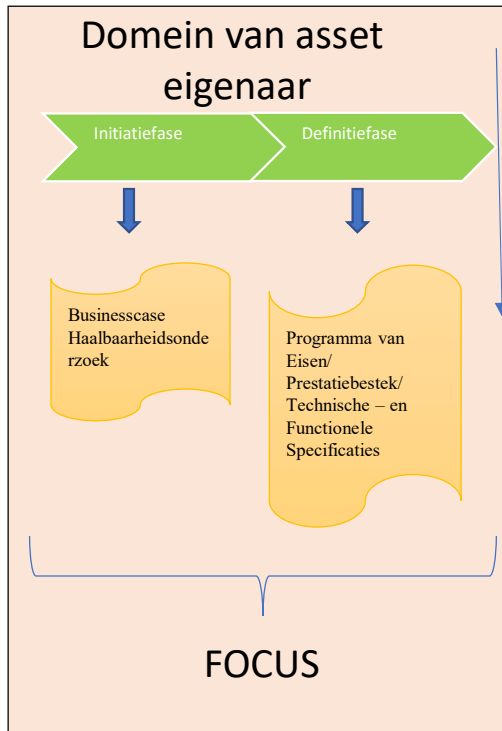 Domein van asset
eigenaar
Initiatiefase
Definitiefase
Businesscase
Haalbaarheidsonde
rzoek
Programma van
Eisen/
Prestatiebestek/
Technische – en
Functionele
Specificaties
FOCUS